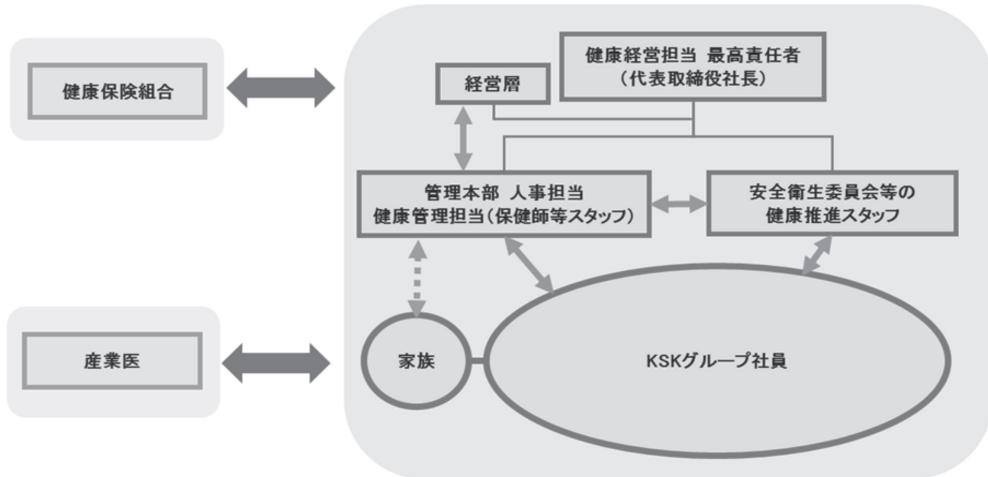 健康保険組合
健康経営担当 最高責任者
(代表取締役社長)
経営層
管理本部 人事担当
健康管理担当(保健師等スタッフ)
安全衛生委員会等の
健康推進スタッフ
産業医
家族
KSKグループ社員